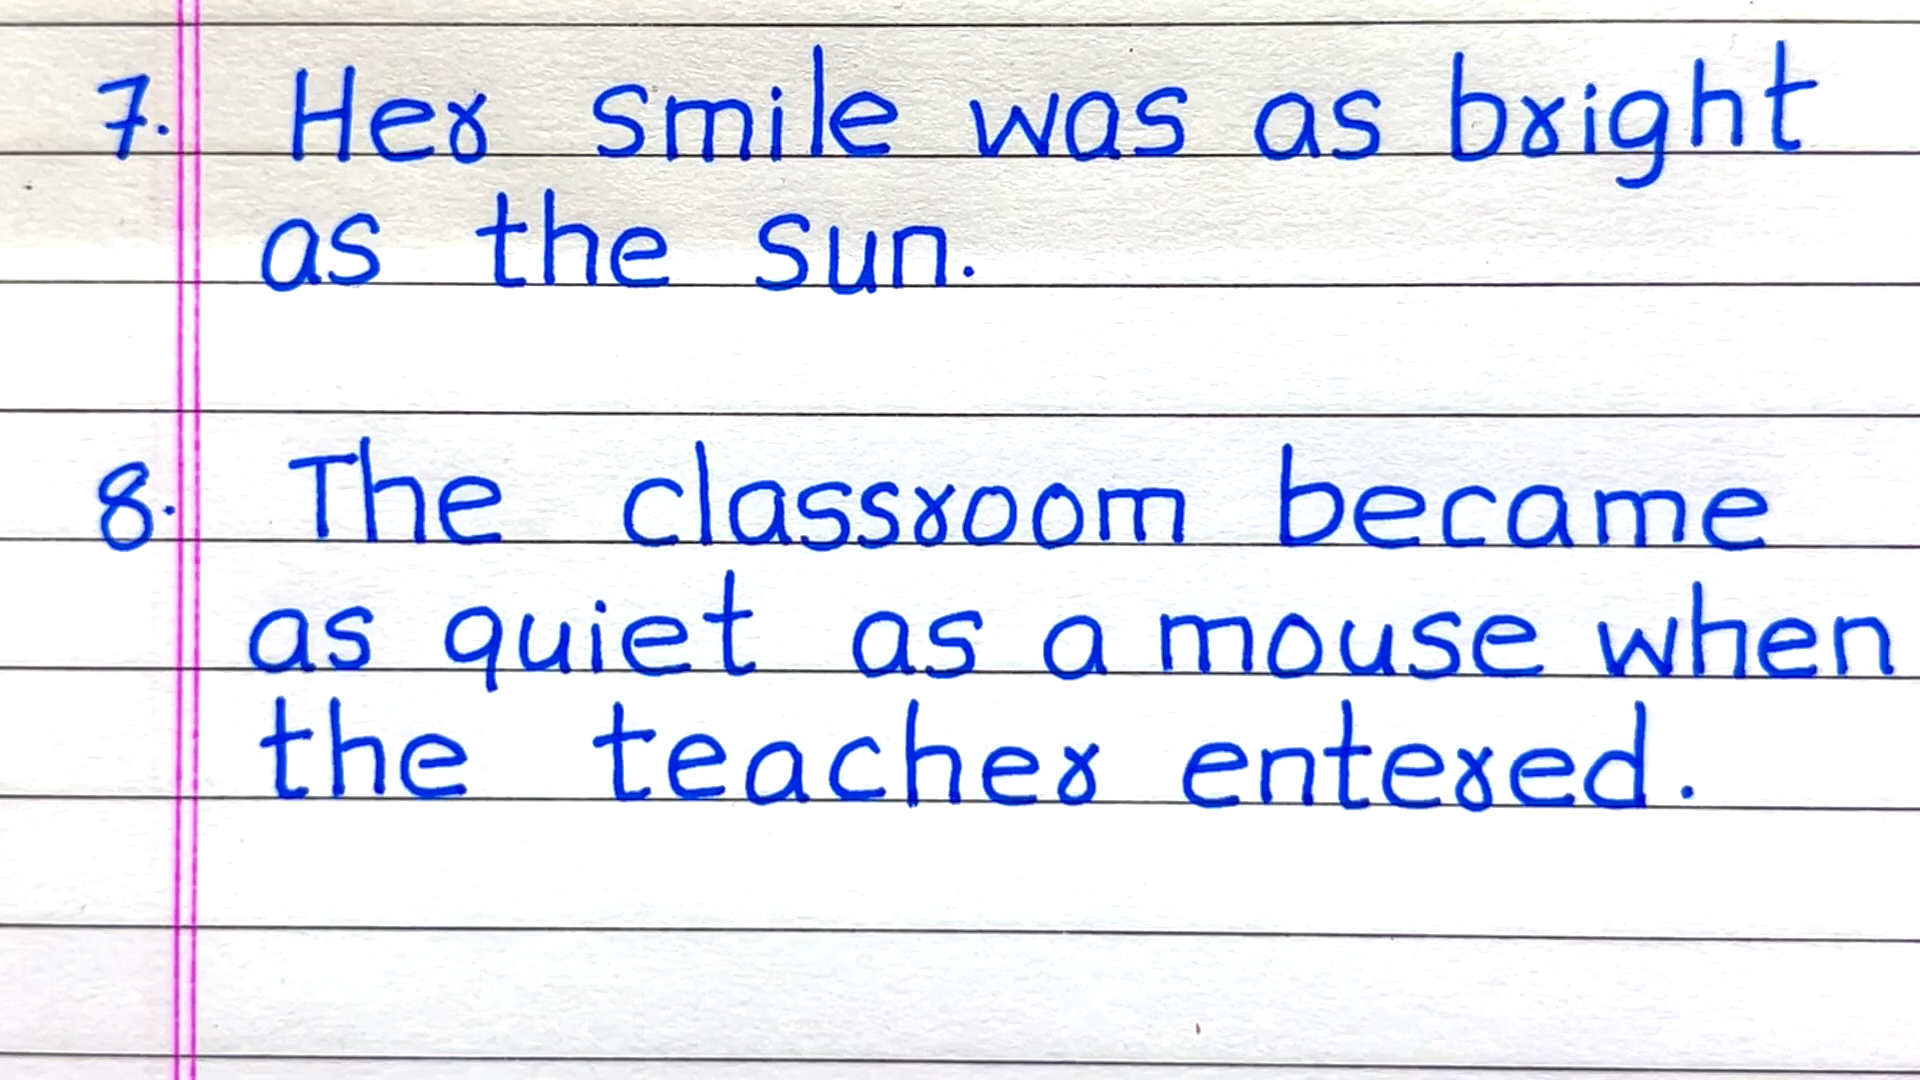 7. Her smile was as bright
as the sun.
8. The classroom became
as quiet as a mouse when
the teacher entered.